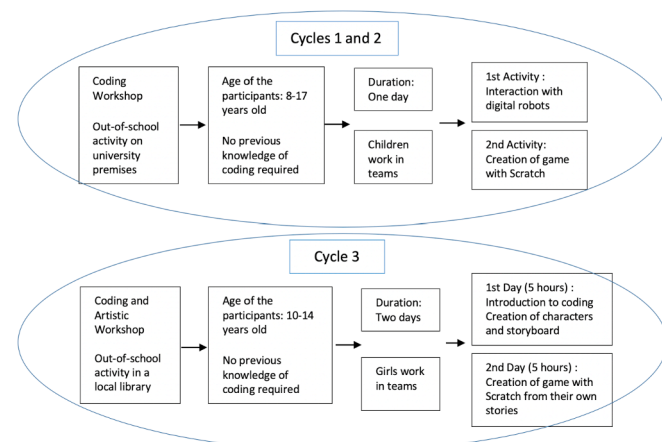 Cycles 1 and 2
Coding
Workshop
Out-of-school
activity on
university
premises
Age of the
participants: 8-17
years old
No previous
knowledge of
coding required
Duration:
One day
Children
work in
teams
1st Activity :
Interaction with
digital robots
2nd Activity:
Creation of game
with Scratch
Cycle 3
Coding and
Artistic
Workshop
Out-of-school
activity in a
local library
Age of the
participants: 10-14
years old
No previous
knowledge of
coding required
Duration:
Two days
Girls work
in teams
1st Day (5 hours) :
Introduction to coding
Creation of characters
and storyboard
2nd Day (5 hours) :
Creation of game with
Scratch from their own
stories